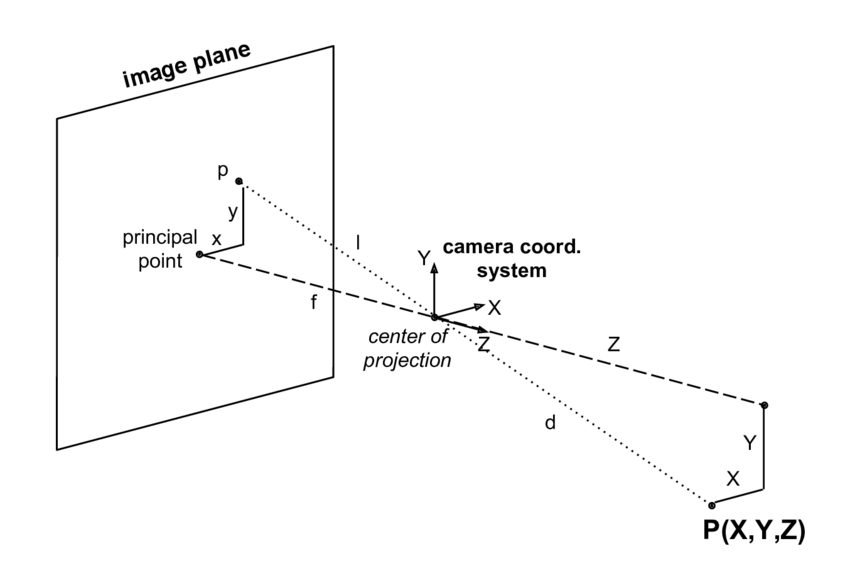 image plane
p
y
x
principal
point
l
f
Y
camera coord.
system
X
Z
center of
projection
Z
d
Y
X
P(X,Y,Z)